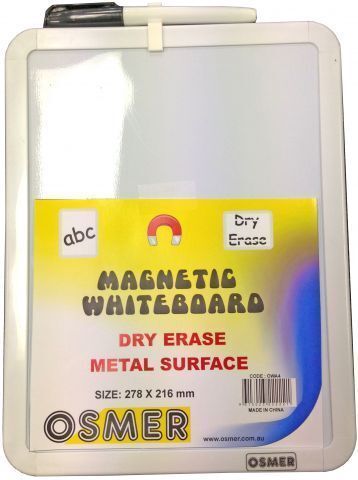 abc
Dry
Erase
MAGNETIC
WHITEBOARD
DRY ERASE
METAL SURFACE
CODE: OWA4
SIZE: 278 X 216 mm
MADE IN CHINA
OSMER
www.osmer.com.au
OSMER